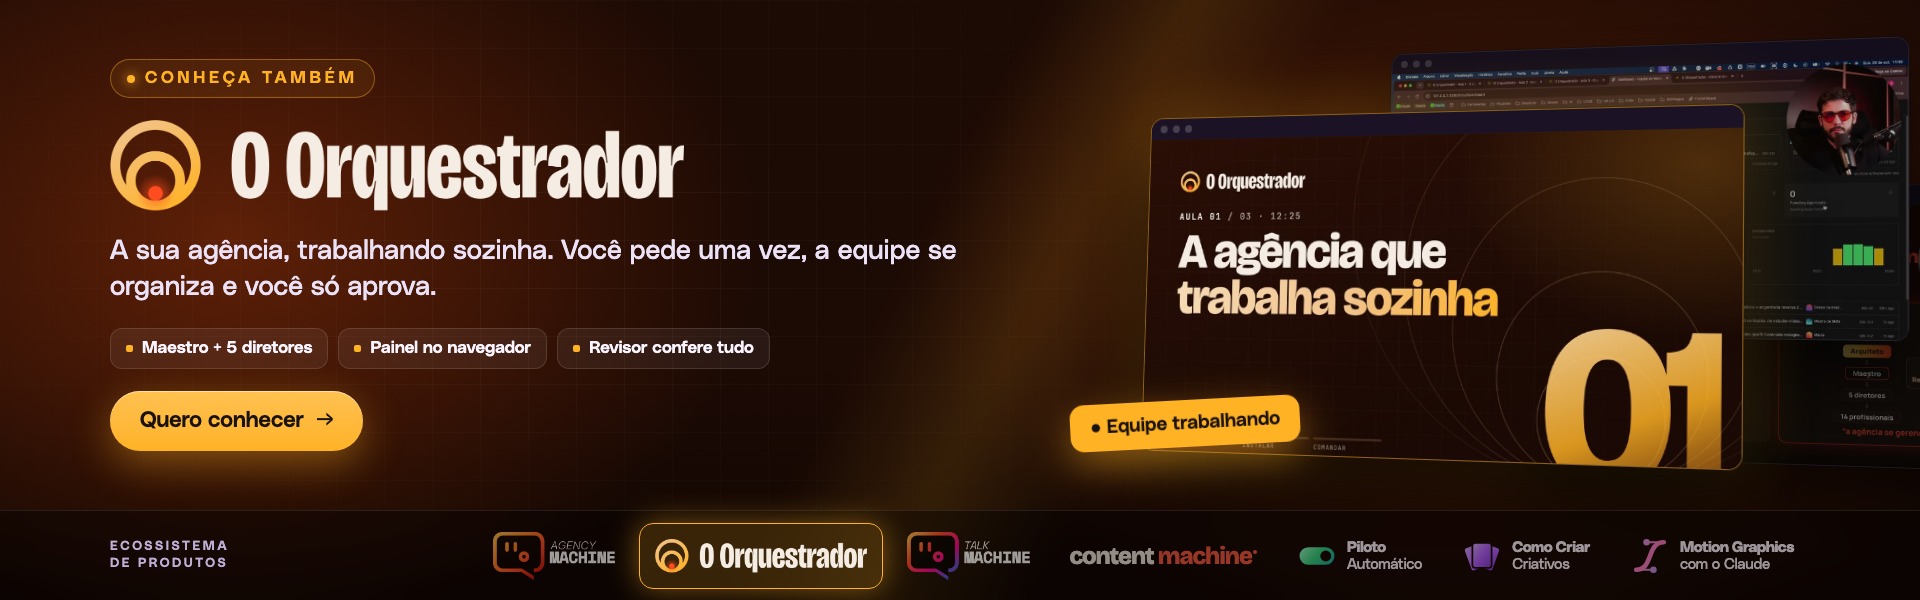 CONHEÇA TAMBÉM
O Orquestrador
A sua agência, trabalhando sozinha. Você pede uma vez, a equipe se
organiza e você só aprova.
Maestro + 5 diretores
Painel no navegador
Revisor confere tudo
Quero conhecer →
O Orquestrador
AULA 01 / 03 · 12:25
A agência que
trabalha sozinha
01
Equipe trabalhando
COMANDAR
Arquiteto
Maestro
5 diretores
14 profissionais
ECOSSISTEMA
DE PRODUTOS
AGENCY
MACHINE
O Orquestrador
TALK
MACHINE
content machine
Piloto
Automático
Como Criar
Criativos
Motion Graphics
com o Claude